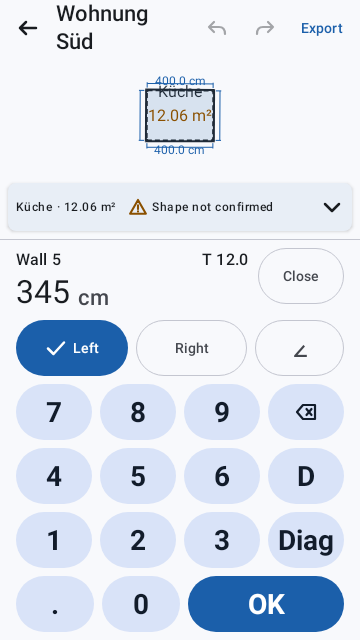 Wohnung
Süd
Export
400.0 cm
Küche
12.06 m²
400.0 cm
Küche · 12.06 m² Shape not confirmed
Wall 5 T 12.0
345 cm Close
Left Right
7 8 9
4 5 6 D
1 2 3 Diag
. 0 OK